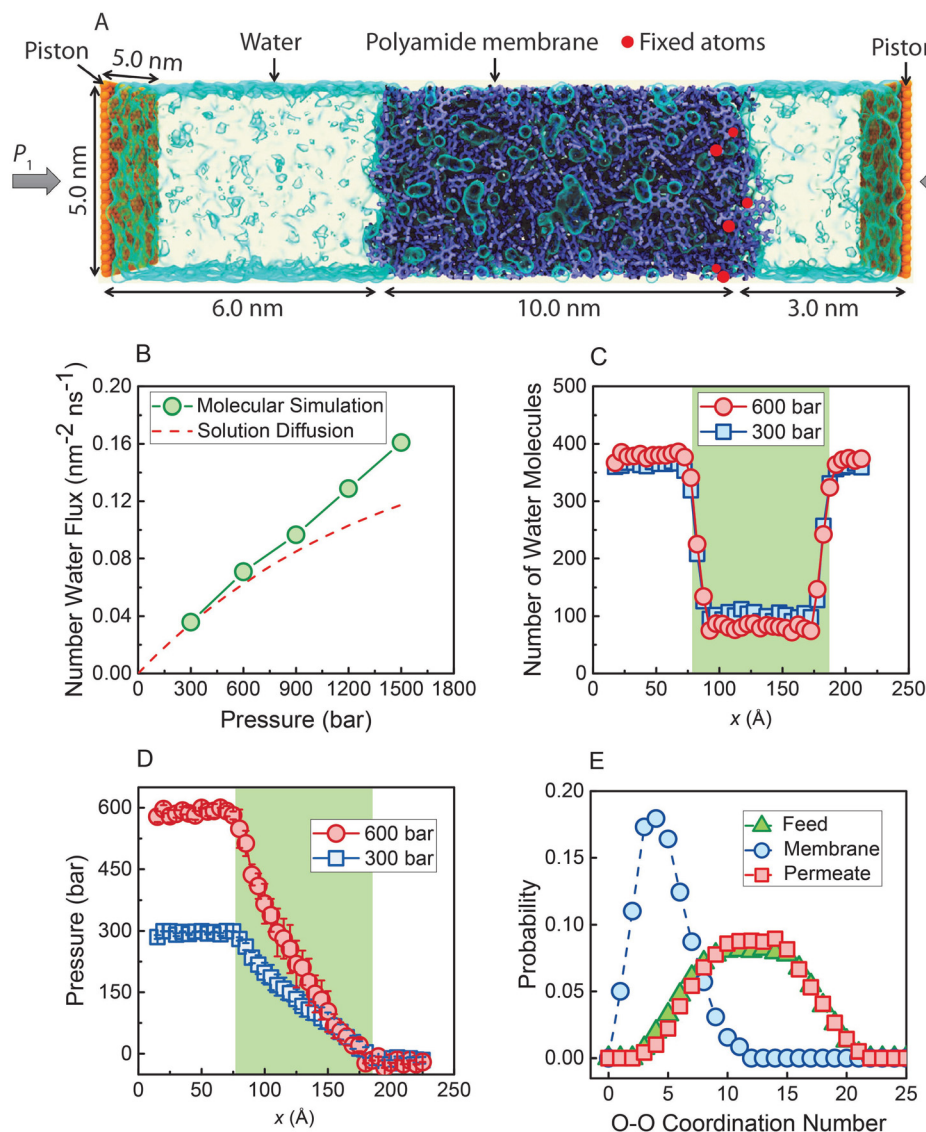 A
Piston
5.0 nm
Water
Polyamide membrane
Fixed atoms
P1
5.0 nm
6.0 nm
10.0 nm
3.0 nm
B
Number Water Flux (nm⁻² ns⁻¹)
0.20
0.16
0.12
0.08
0.04
0.00
Molecular Simulation
Solution Diffusion
0 300 600 900 1200 1500 1800
Pressure (bar)
C
Number of Water Molecules
500
400
300
200
100
0
600 bar
300 bar
0 50 100 150 200 250
x (Å)
D
Pressure (bar)
600
450
300
150
0
600 bar
300 bar
0 50 100 150 200 250
x (Å)
E
Probability
0.20
0.15
0.10
0.05
0.00
Feed
Membrane
Permeate
0 5 10 15 20 25
O-O Coordination Number